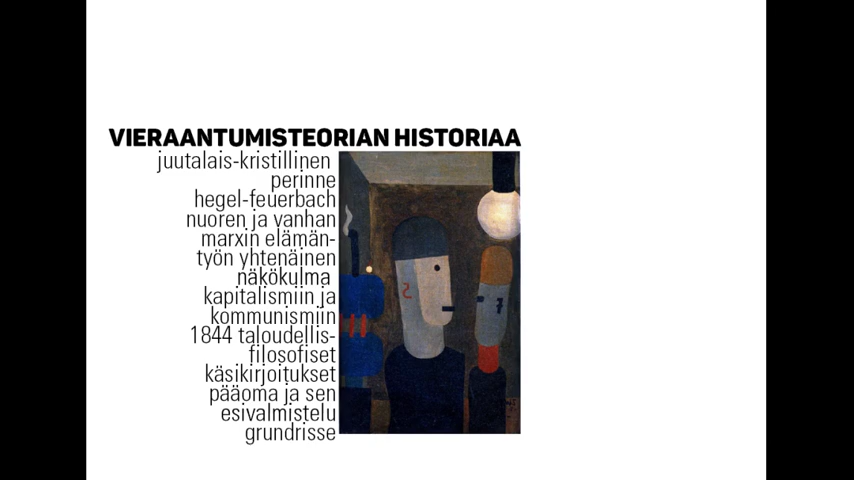 VIERAANTUMISTEORIAN HISTORIAA
juutalais-kristillinen
perinne
hegel-feuerbach
nuoren ja vanhan
marxin elämän-
työn yhtenäinen
näkökulma
kapitalismiin ja
kommunismiin
1844 taloudellis-
filosofiset
käsikirjoitukset
pääoma ja sen
esivalmistelu
grundrisse